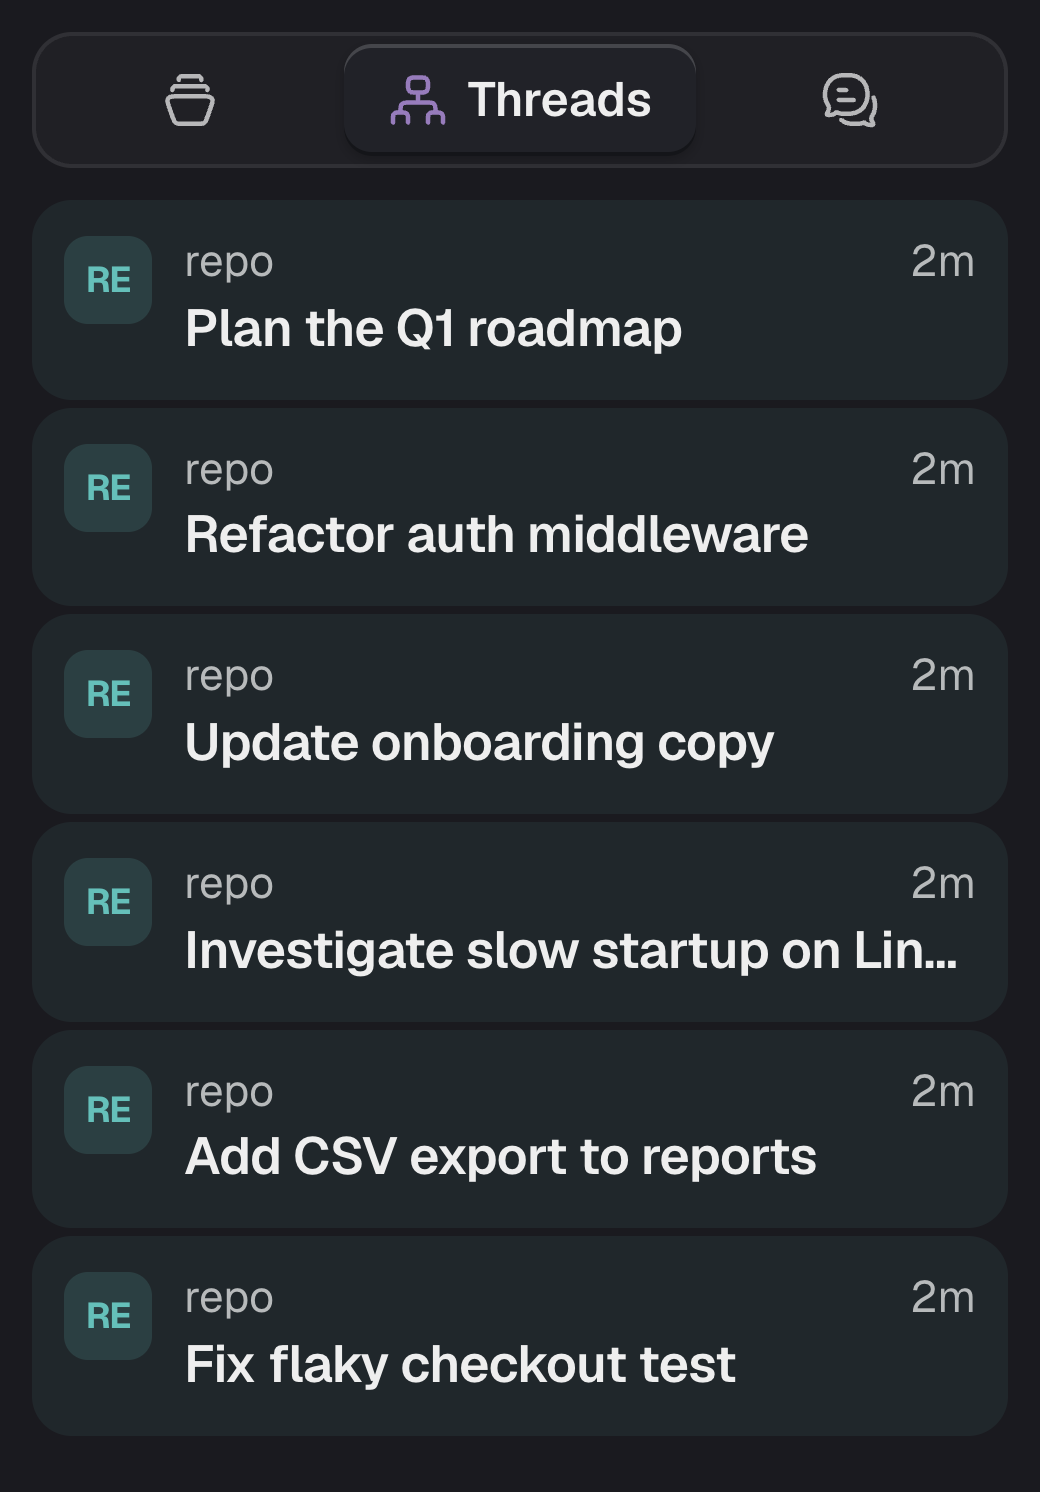 Threads
RE
repo
2m
Plan the Q1 roadmap
RE
repo
2m
Refactor auth middleware
RE
repo
2m
Update onboarding copy
RE
repo
2m
Investigate slow startup on Lin...
RE
repo
2m
Add CSV export to reports
RE
repo
2m
Fix flaky checkout test